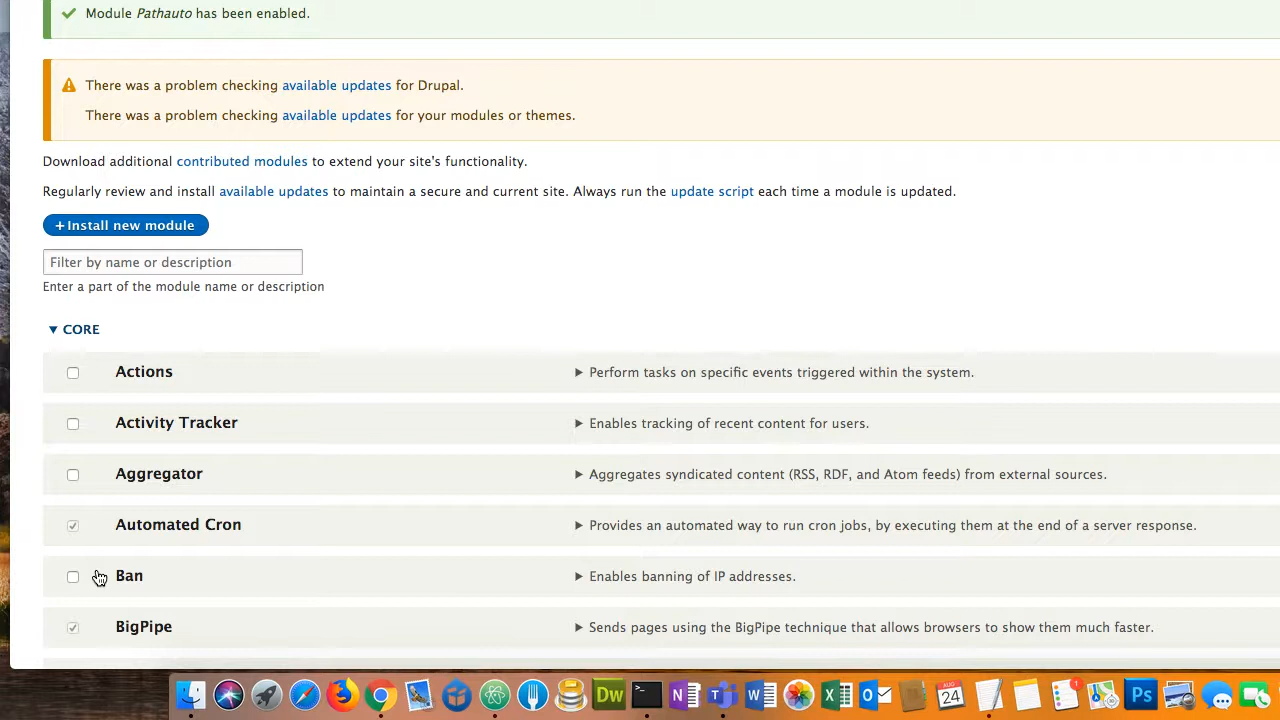 Module Pathauto has been enabled.
There was a problem checking available updates for Drupal.
There was a problem checking available updates for your modules or themes.
Download additional contributed modules to extend your site's functionality.
Regularly review and install available updates to maintain a secure and current site. Always run the update script each time a module is updated.
+Install new module
Filter by name or description
Enter a part of the module name or description
▼ CORE
Actions ▶ Perform tasks on specific events triggered within the system.
Activity Tracker ▶ Enables tracking of recent content for users.
Aggregator ▶ Aggregates syndicated content (RSS, RDF, and Atom feeds) from external sources.
Automated Cron ▶ Provides an automated way to run cron jobs, by executing them at the end of a server response.
Ban ▶ Enables banning of IP addresses.
BigPipe ▶ Sends pages using the BigPipe technique that allows browsers to show them much faster.
Dw N T W X O AUG 24 1 Ps